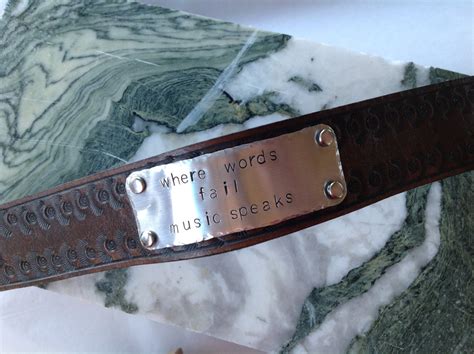 where words
fail
music speaks